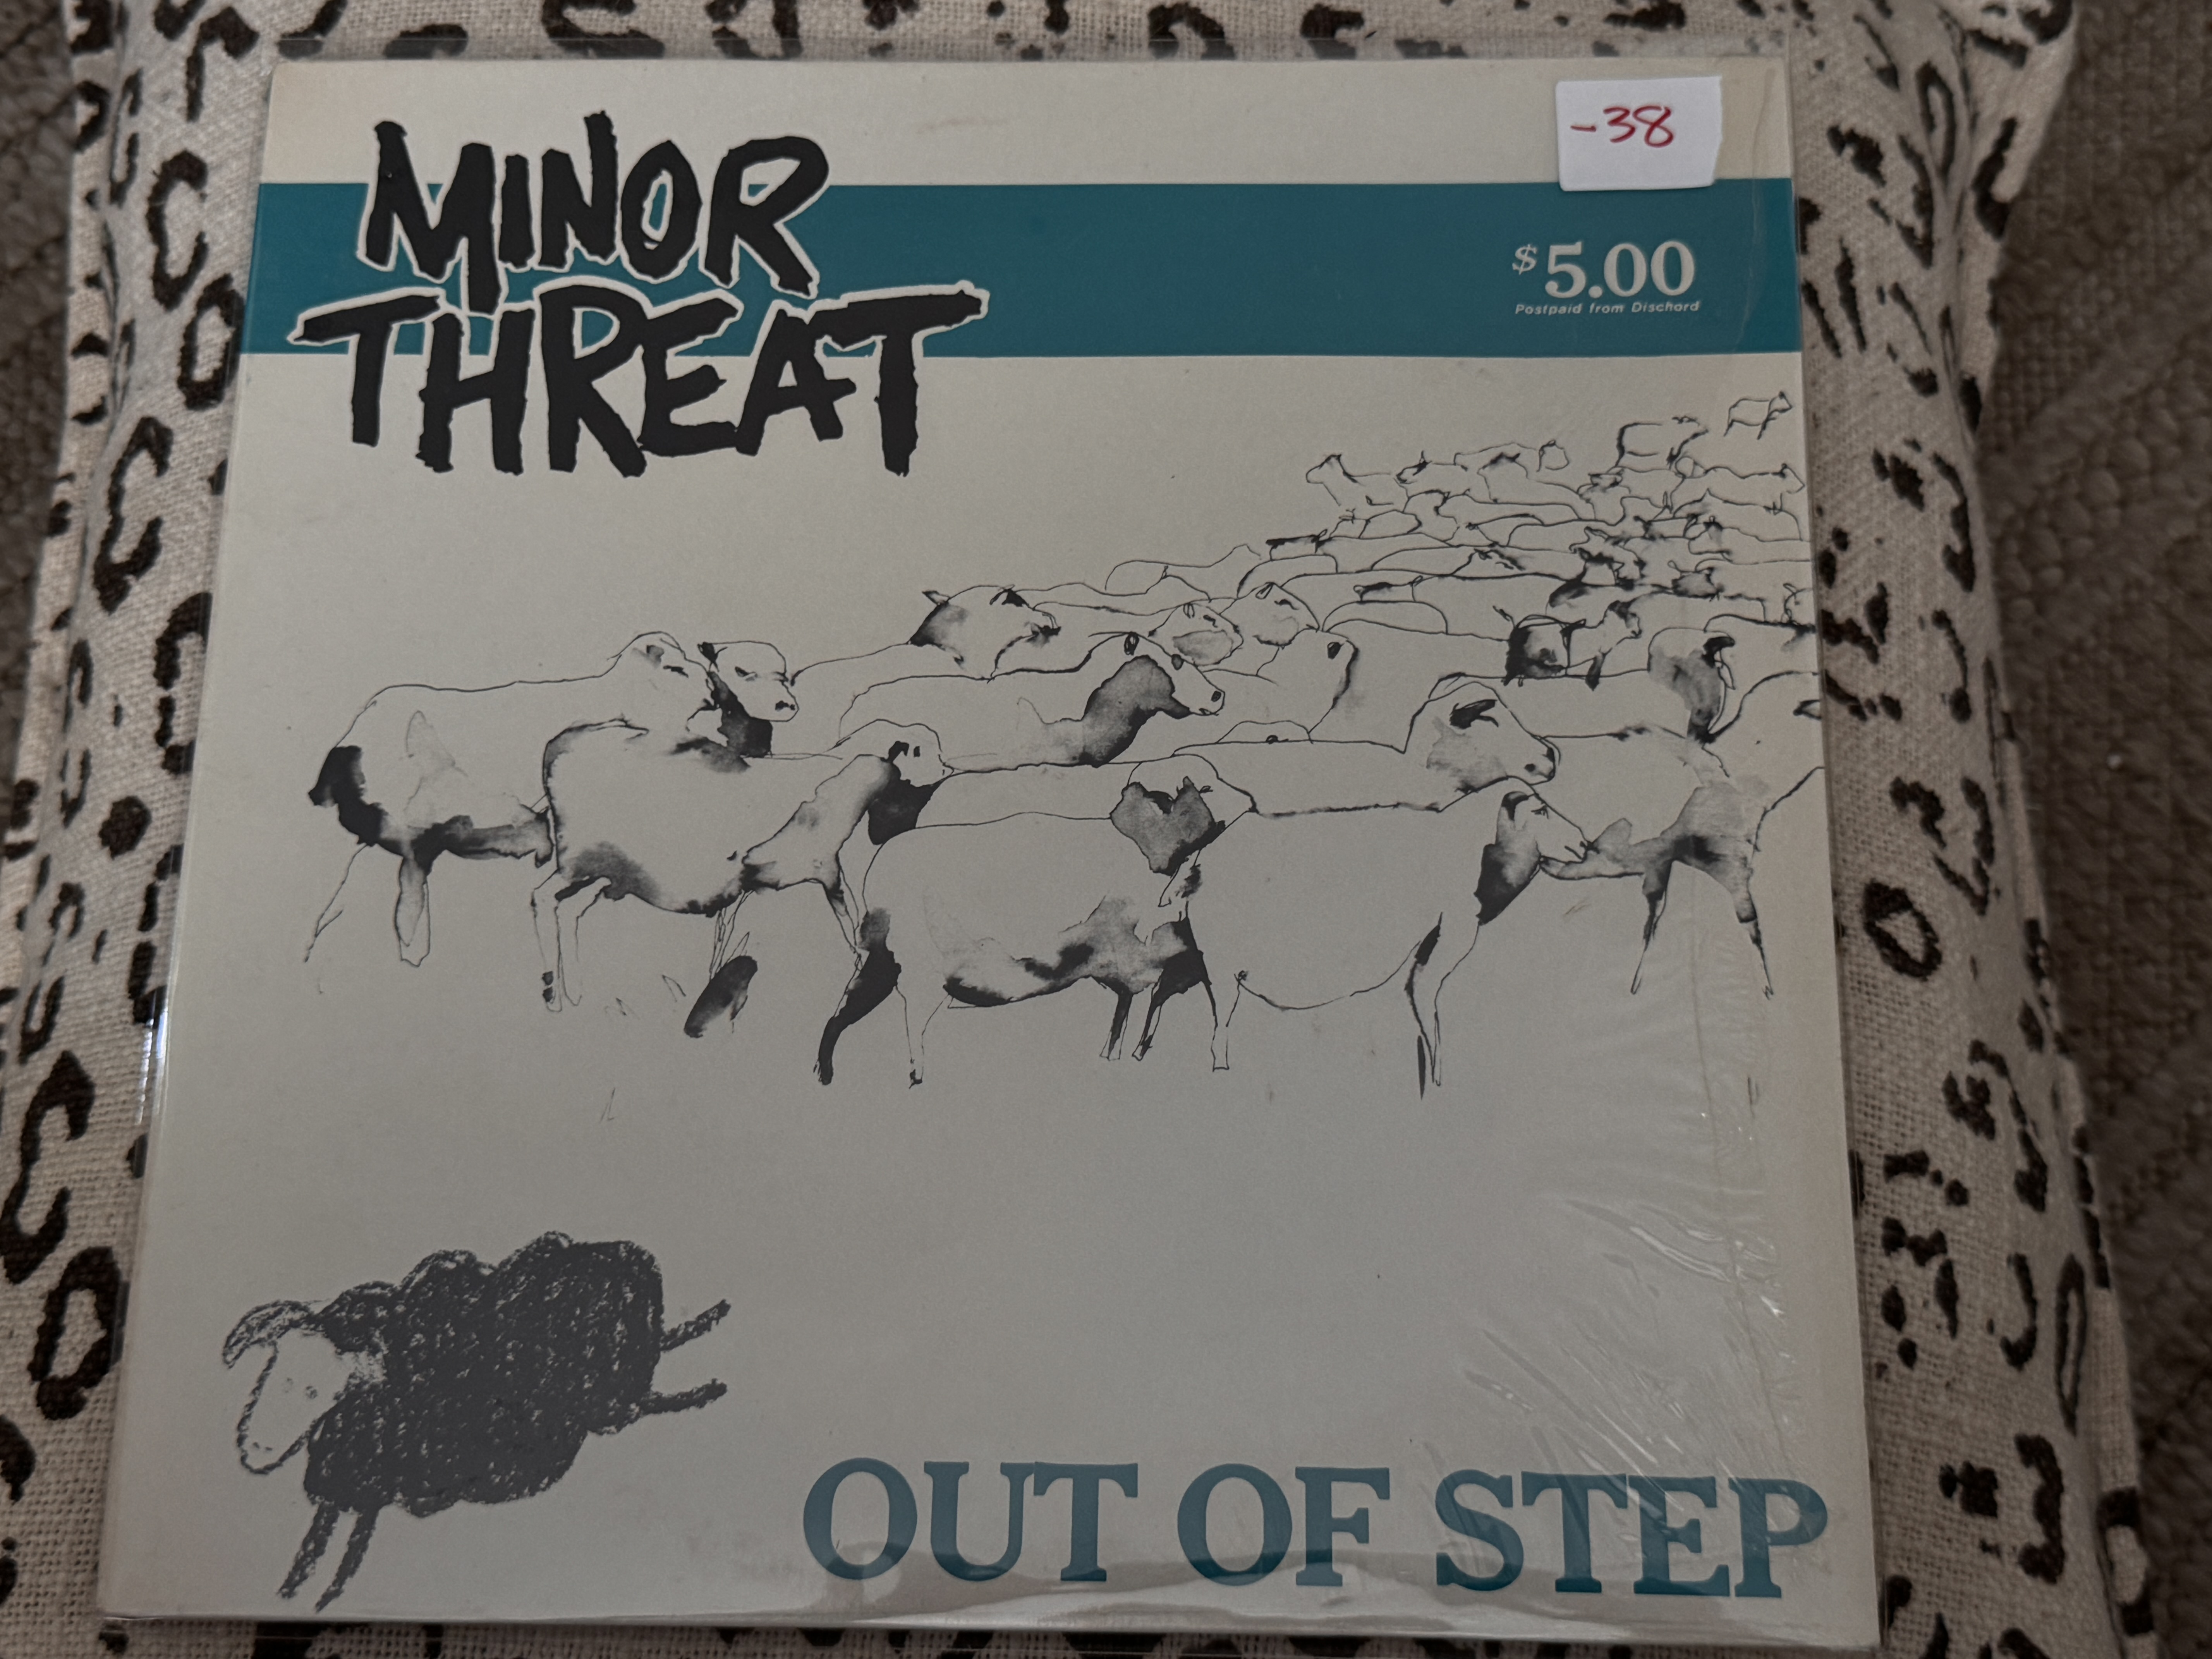 -38
MINOR
THREAT
$5.00
Postpaid from Dischord
OUT OF STEP